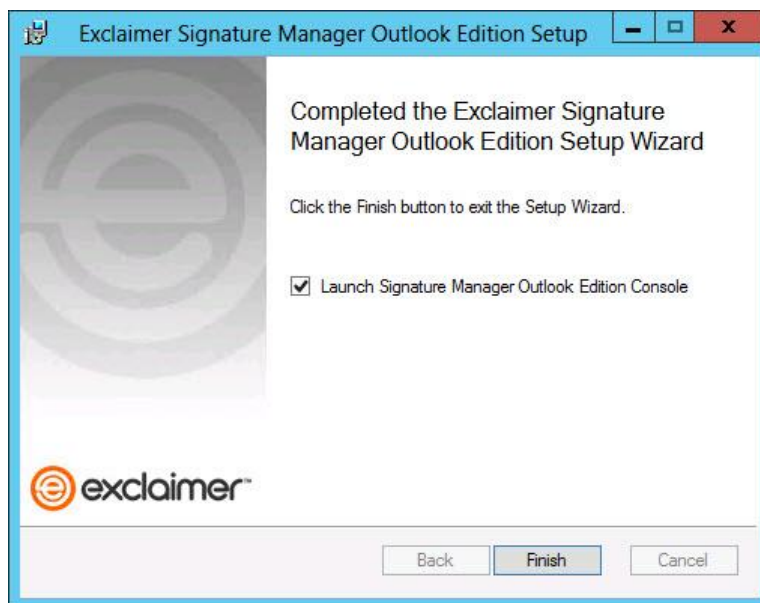 Exclaimer Signature Manager Outlook Edition Setup
Completed the Exclaimer Signature
Manager Outlook Edition Setup Wizard
Click the Finish button to exit the Setup Wizard.
Launch Signature Manager Outlook Edition Console
exclaimer™
Back
Finish
Cancel